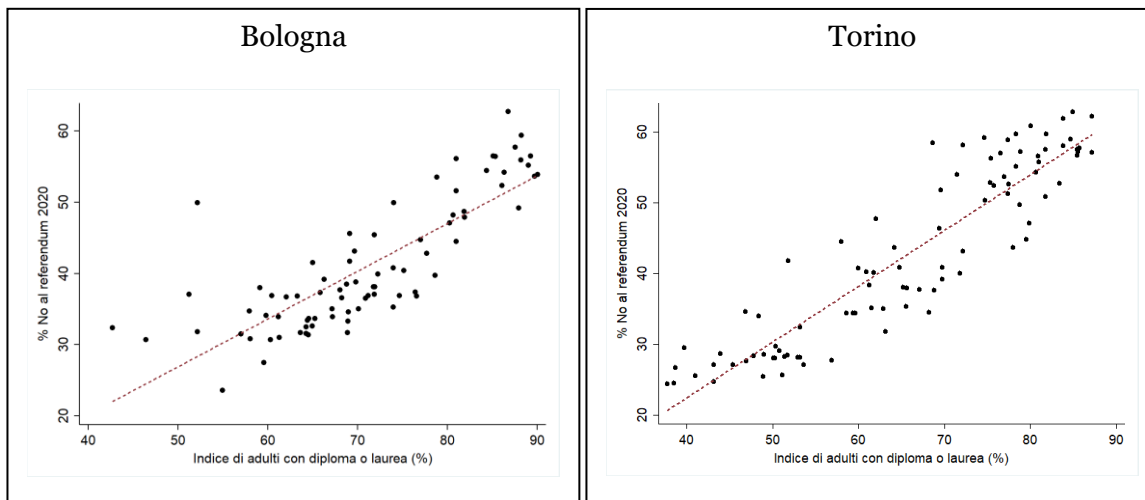 Bologna
% No al referendum 2020
60
50
40
30
20
40 50 60 70 80 90
Indice di adulti con diploma o laurea (%)
Torino
% No al referendum 2020
60
50
40
30
20
40 50 60 70 80 90
Indice di adulti con diploma o laurea (%)